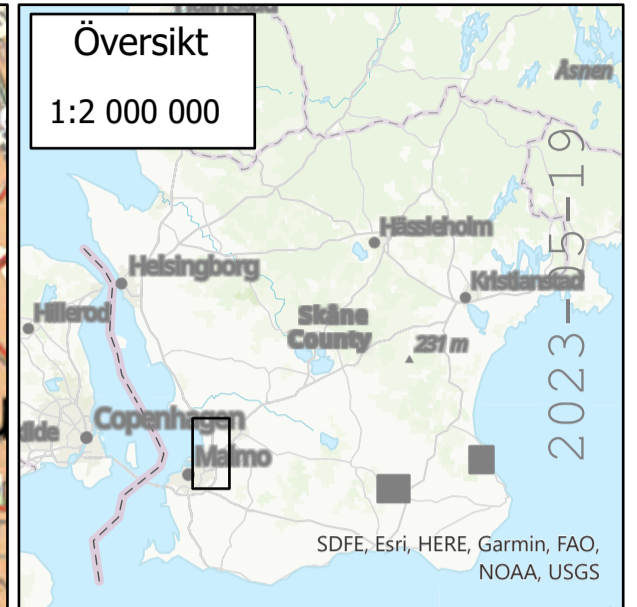 Översikt
1:2 000 000
Åsnen
2023-05-19
Hässleholm
Helsingborg
Kristianstad
Hillerod
Skåne
County
231 m
Copenhagen
Malmo
SDFE, Esri, HERE, Garmin, FAO,
NOAA, USGS